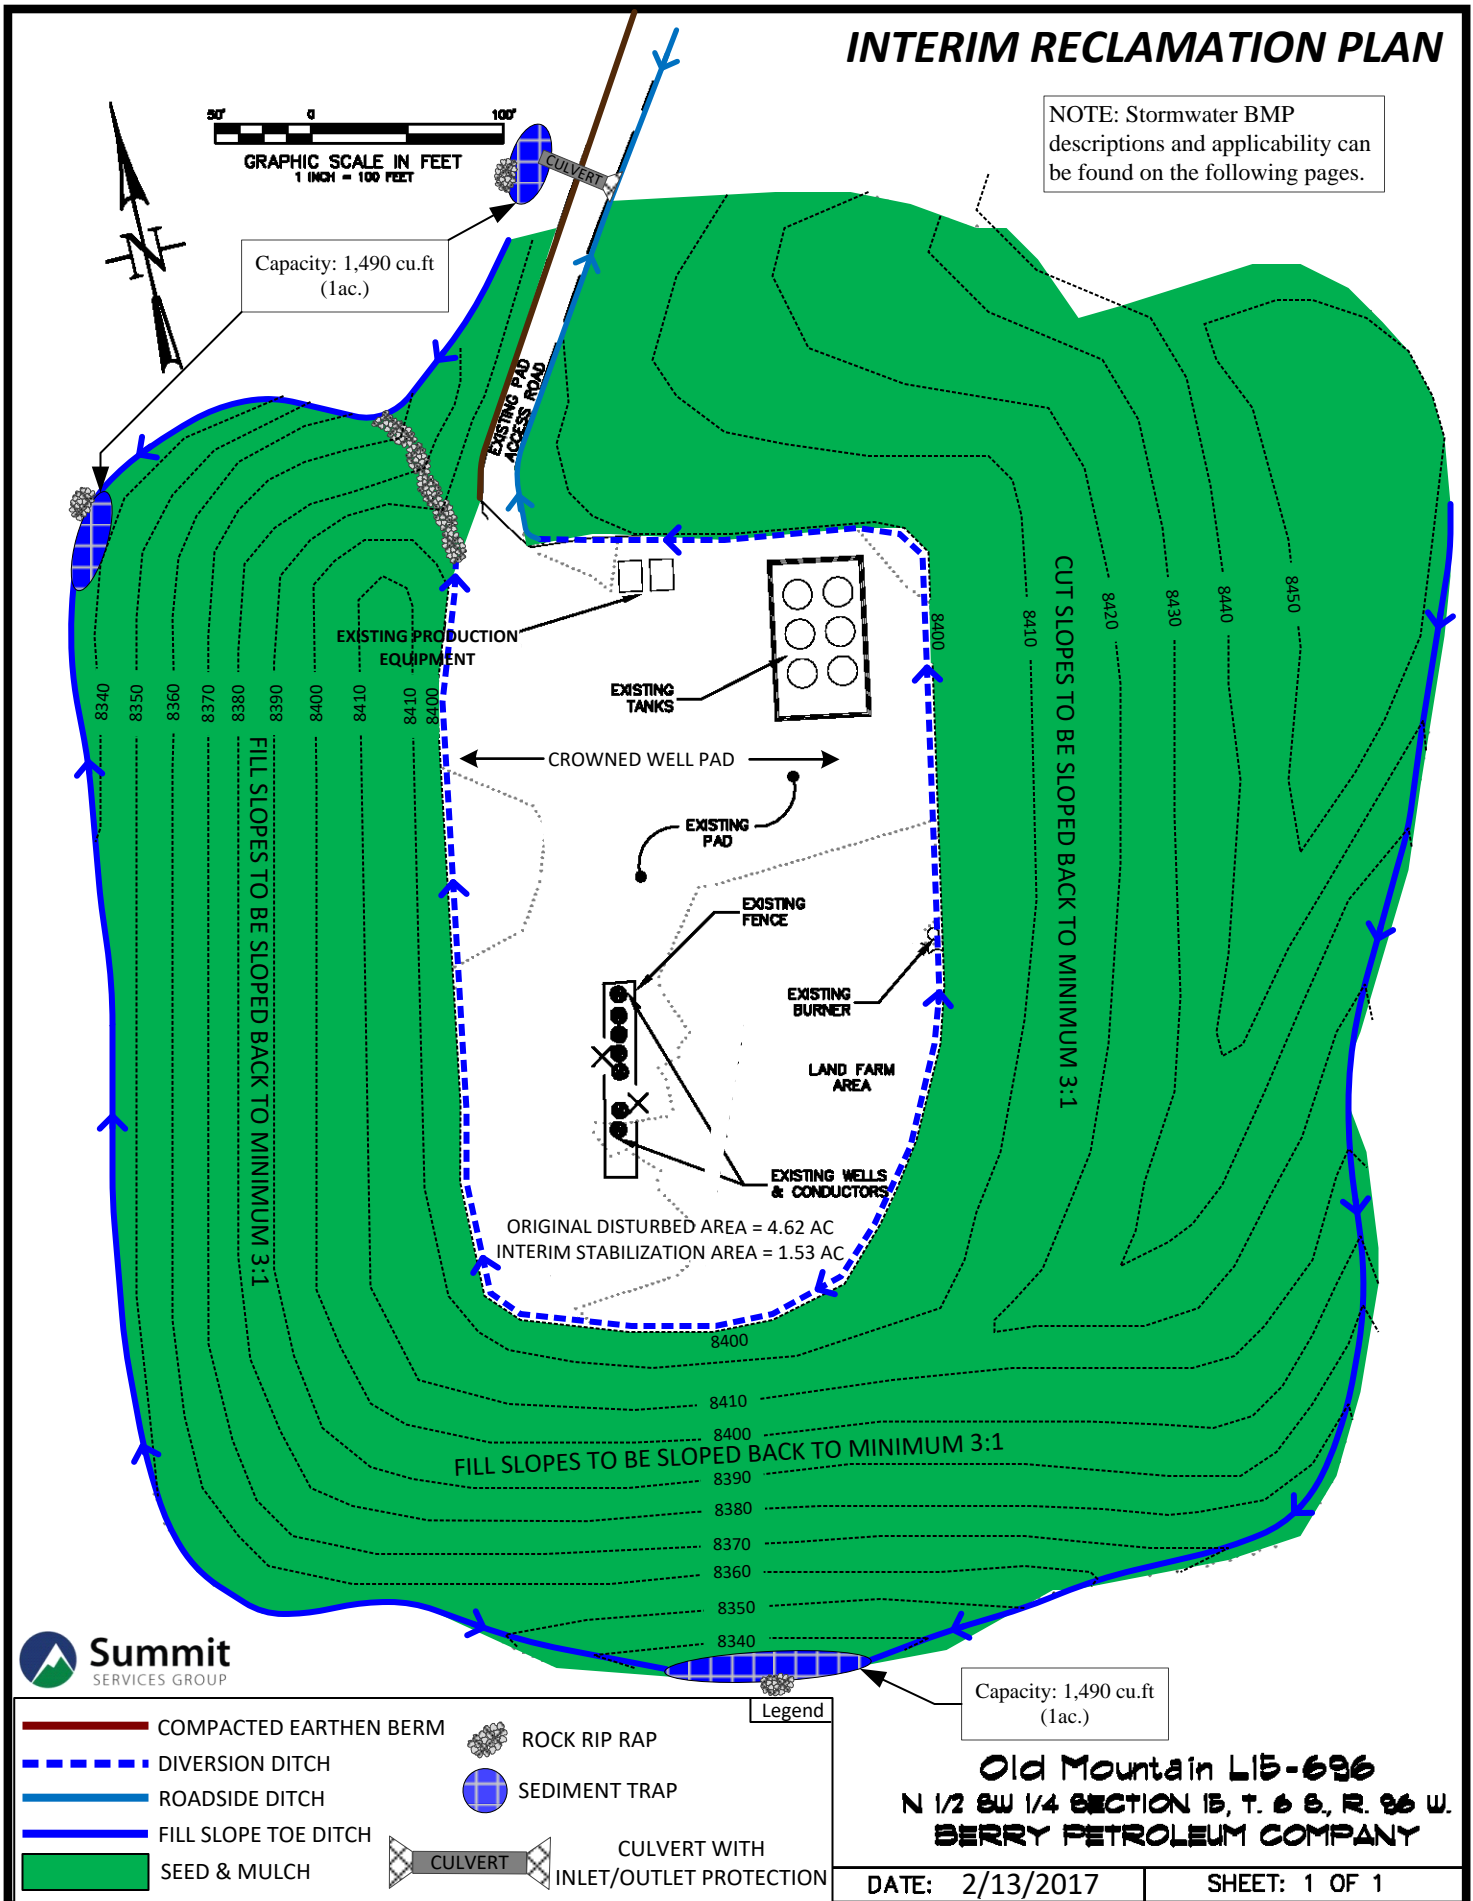 INTERIM RECLAMATION PLAN
NOTE: Stormwater BMP
descriptions and applicability can
be found on the following pages.
50' 0 100'
GRAPHIC SCALE IN FEET
1 INCH = 100 FEET
N
CULVERT
Capacity: 1,490 cu.ft
(1ac.)
EXISTING PAD
ACCESS ROAD
EXISTING PRODUCTION
EQUIPMENT
EXISTING
TANKS
CROWNED WELL PAD
EXISTING
PAD
EXISTING
FENCE
EXISTING
BURNER
LAND FARM
AREA
EXISTING WELLS
& CONDUCTORS
ORIGINAL DISTURBED AREA = 4.62 AC
INTERIM STABILIZATION AREA = 1.53 AC
8340
8350
8360
8370
8380
8390
8400
8410
8410
8400
FILL SLOPES TO BE SLOPED BACK TO MINIMUM 3:1
8400
8410
8420
8430
8440
8450
CUT SLOPES TO BE SLOPED BACK TO MINIMUM 3:1
8400
8410
8400
FILL SLOPES TO BE SLOPED BACK TO MINIMUM 3:1
8390
8380
8370
8360
8350
8340
Capacity: 1,490 cu.ft
(1ac.)
Summit
SERVICES GROUP
Legend
COMPACTED EARTHEN BERM
DIVERSION DITCH
ROADSIDE DITCH
FILL SLOPE TOE DITCH
SEED & MULCH
ROCK RIP RAP
SEDIMENT TRAP
CULVERT
CULVERT WITH
INLET/OUTLET PROTECTION
Old Mountain L15-696
N 1/2 SW 1/4 SECTION 15, T. 6 S., R. 96 W.
BERRY PETROLEUM COMPANY
DATE: 2/13/2017
SHEET: 1 OF 1